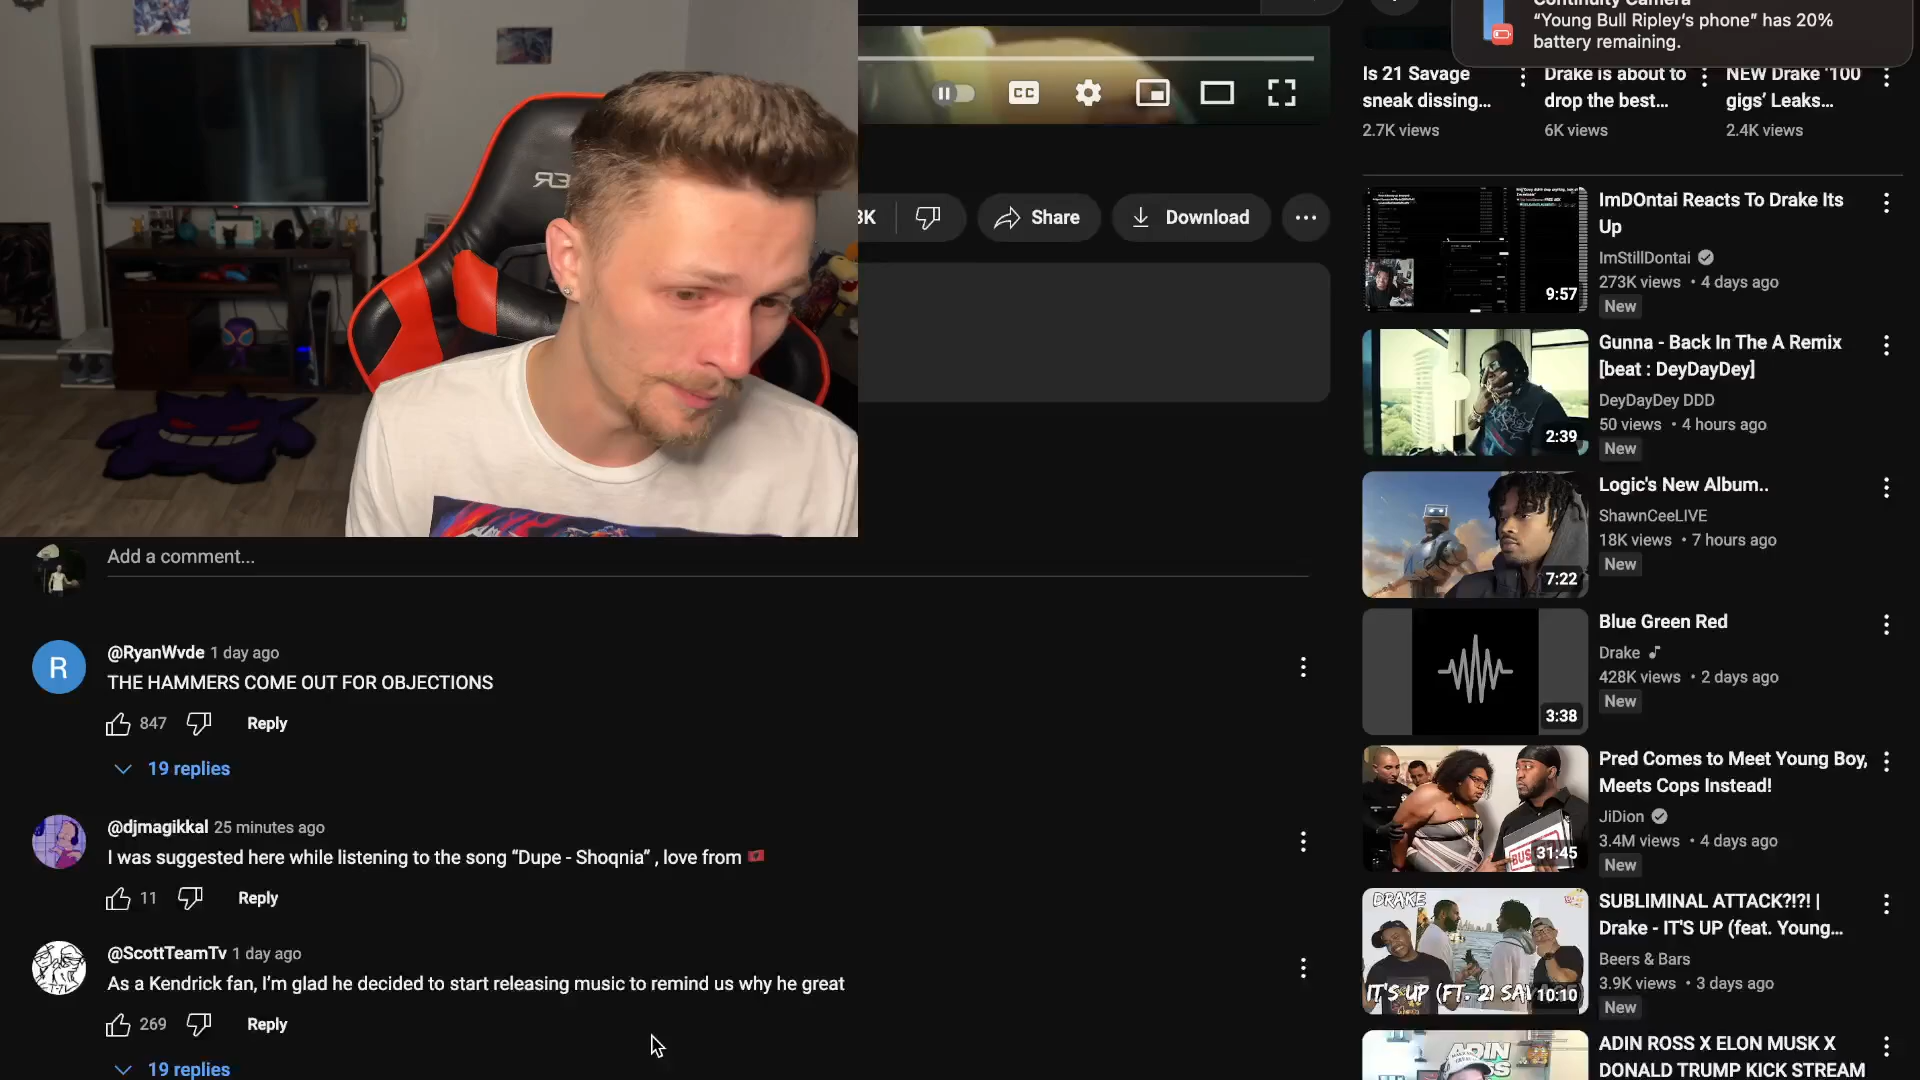 “Young Bull Ripley’s phone” has 20%
battery remaining.
CC
Is 21 Savage
sneak dissing...
2.7K views
Drake is about to
drop the best...
6K views
NEW Drake '100
gigs’ Leaks...
2.4K views
Share
Download
ImDOntai Reacts To Drake Its
Up
ImStillDontai
273K views • 4 days ago
New
9:57
Gunna - Back In The A Remix
[beat : DeyDayDey]
DeyDayDey DDD
50 views • 4 hours ago
New
2:39
Logic's New Album..
ShawnCeeLIVE
18K views • 7 hours ago
New
7:22
Blue Green Red
Drake
428K views • 2 days ago
New
3:38
Pred Comes to Meet Young Boy,
Meets Cops Instead!
JiDion
3.4M views • 4 days ago
New
31:45
SUBLIMINAL ATTACK?!?! |
Drake - IT'S UP (feat. Young...
Beers & Bars
3.9K views • 3 days ago
New
DRAKE
IT'S UP (FT. 21 SAV
10:10
ADIN ROSS X ELON MUSK X
DONALD TRUMP KICK STREAM
ADIN
Add a comment...
R
@RyanWvde 1 day ago
THE HAMMERS COME OUT FOR OBJECTIONS
847
Reply
19 replies
@djmagikkal 25 minutes ago
I was suggested here while listening to the song “Dupe - Shoqnia” , love from 🇦🇱
11
Reply
@ScottTeamTv 1 day ago
As a Kendrick fan, I’m glad he decided to start releasing music to remind us why he great
269
Reply
19 replies